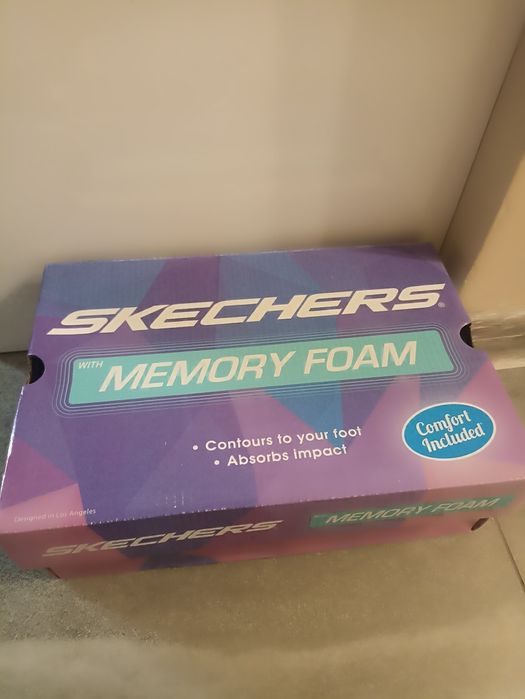 SKECHERS®
WITH MEMORY FOAM
• Contours to your foot
• Absorbs impact
Comfort
Included
Designed in Los Angeles
SKECHERS MEMORY FOAM